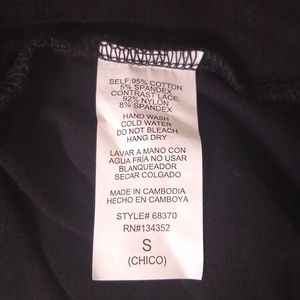 SELF:95% COTTON
5% SPANDEX
CONTRAST LACE:
92% NYLON
8% SPANDEX
HAND WASH
COLD WATER
DO NOT BLEACH
HANG DRY
LAVAR A MANO CON
AGUA FRÍA NO USAR
BLANQUEADOR
SECAR COLGADO
MADE IN CAMBODIA
HECHO EN CAMBOYA
STYLE# 68370
RN#134352
S
(CHICO)